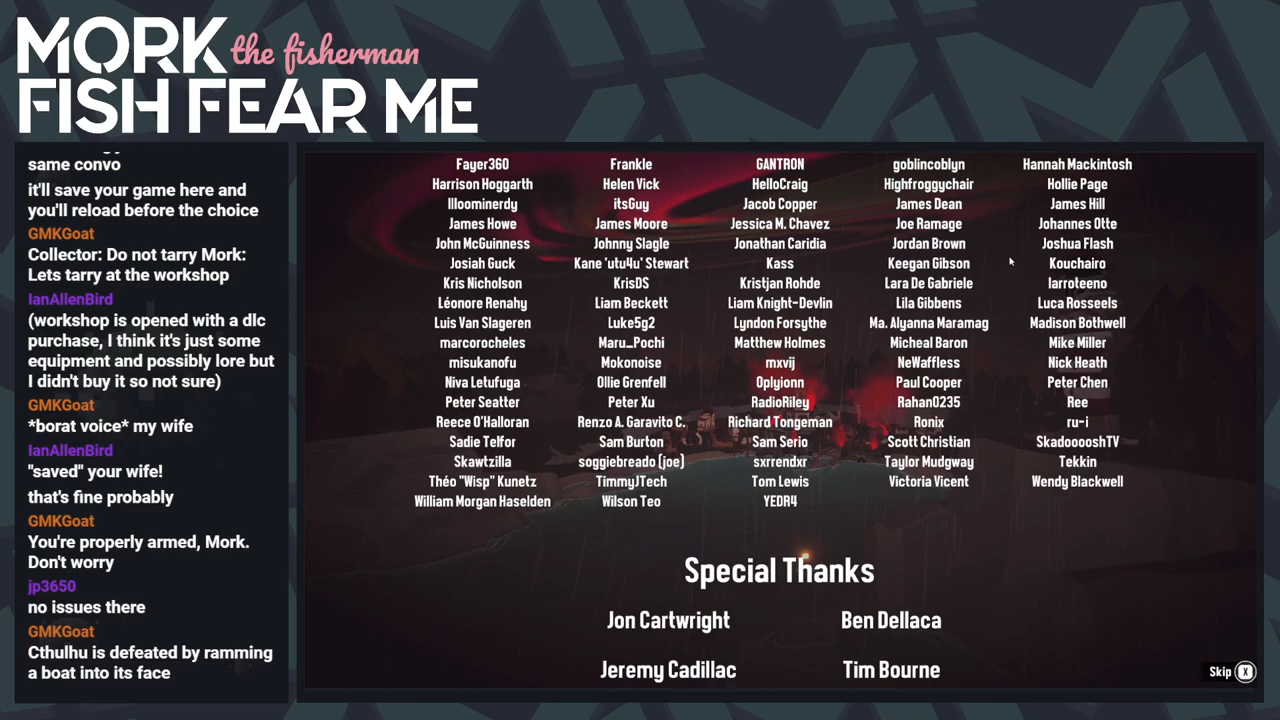 MORK the fisherman
FISH FEAR ME
same convo
it'll save your game here and
you'll reload before the choice
GMKGoat
Collector: Do not tarry Mork:
Lets tarry at the workshop
IanAllenBird
(workshop is opened with a dlc
purchase, I think it's just some
equipment and possibly lore but
I didn't buy it so not sure)
GMKGoat
*borat voice* my wife
IanAllenBird
"saved" your wife!
that's fine probably
GMKGoat
You're properly armed, Mork.
Don't worry
jp3650
no issues there
GMKGoat
Cthulhu is defeated by ramming
a boat into its face
Fayer360 Frankle GANTRON goblincoblyn Hannah Mackintosh
Harrison Hoggarth Helen Vick HelloCraig Highfroggychair Hollie Page
Illoominerdy itsGuy Jacob Copper James Dean James Hill
James Howe James Moore Jessica M. Chavez Joe Ramage Johannes Otte
John McGuinness Johnny Slagle Jonathan Caridia Jordan Brown Joshua Flash
Josiah Guck Kane 'utu4u' Stewart Kass Keegan Gibson Kouchairo
Kris Nicholson KrisDS Kristjan Rohde Lara De Gabriele larroteeno
Léonore Renahy Liam Beckett Liam Knight-Devlin Lila Gibbens Luca Rosseels
Luis Van Slageren Luke5g2 Lyndon Forsythe Ma. Alyanna Maramag Madison Bothwell
marcorocheles Maru_Pochi Matthew Holmes Micheal Baron Mike Miller
misukanofu Mokonoise mxvij NeWaffless Nick Heath
Niva Letufuga Ollie Grenfell Oplyionn Paul Cooper Peter Chen
Peter Seatter Peter Xu RadioRiley Rahan0235 Ree
Reece O'Halloran Renzo A. Garavito C. Richard Tongeman Ronix ru-i
Sadie Telfor Sam Burton Sam Serio Scott Christian SkadoooshTV
Skawtzilla soggiebreado (joe) sxrrendxr Taylor Mudgway Tekkin
Théo "Wisp" Kunetz TimmyJTech Tom Lewis Victoria Vicent Wendy Blackwell
William Morgan Haselden Wilson Teo YEDR4
Special Thanks
Jon Cartwright Ben Dellaca
Jeremy Cadillac Tim Bourne
Skip X